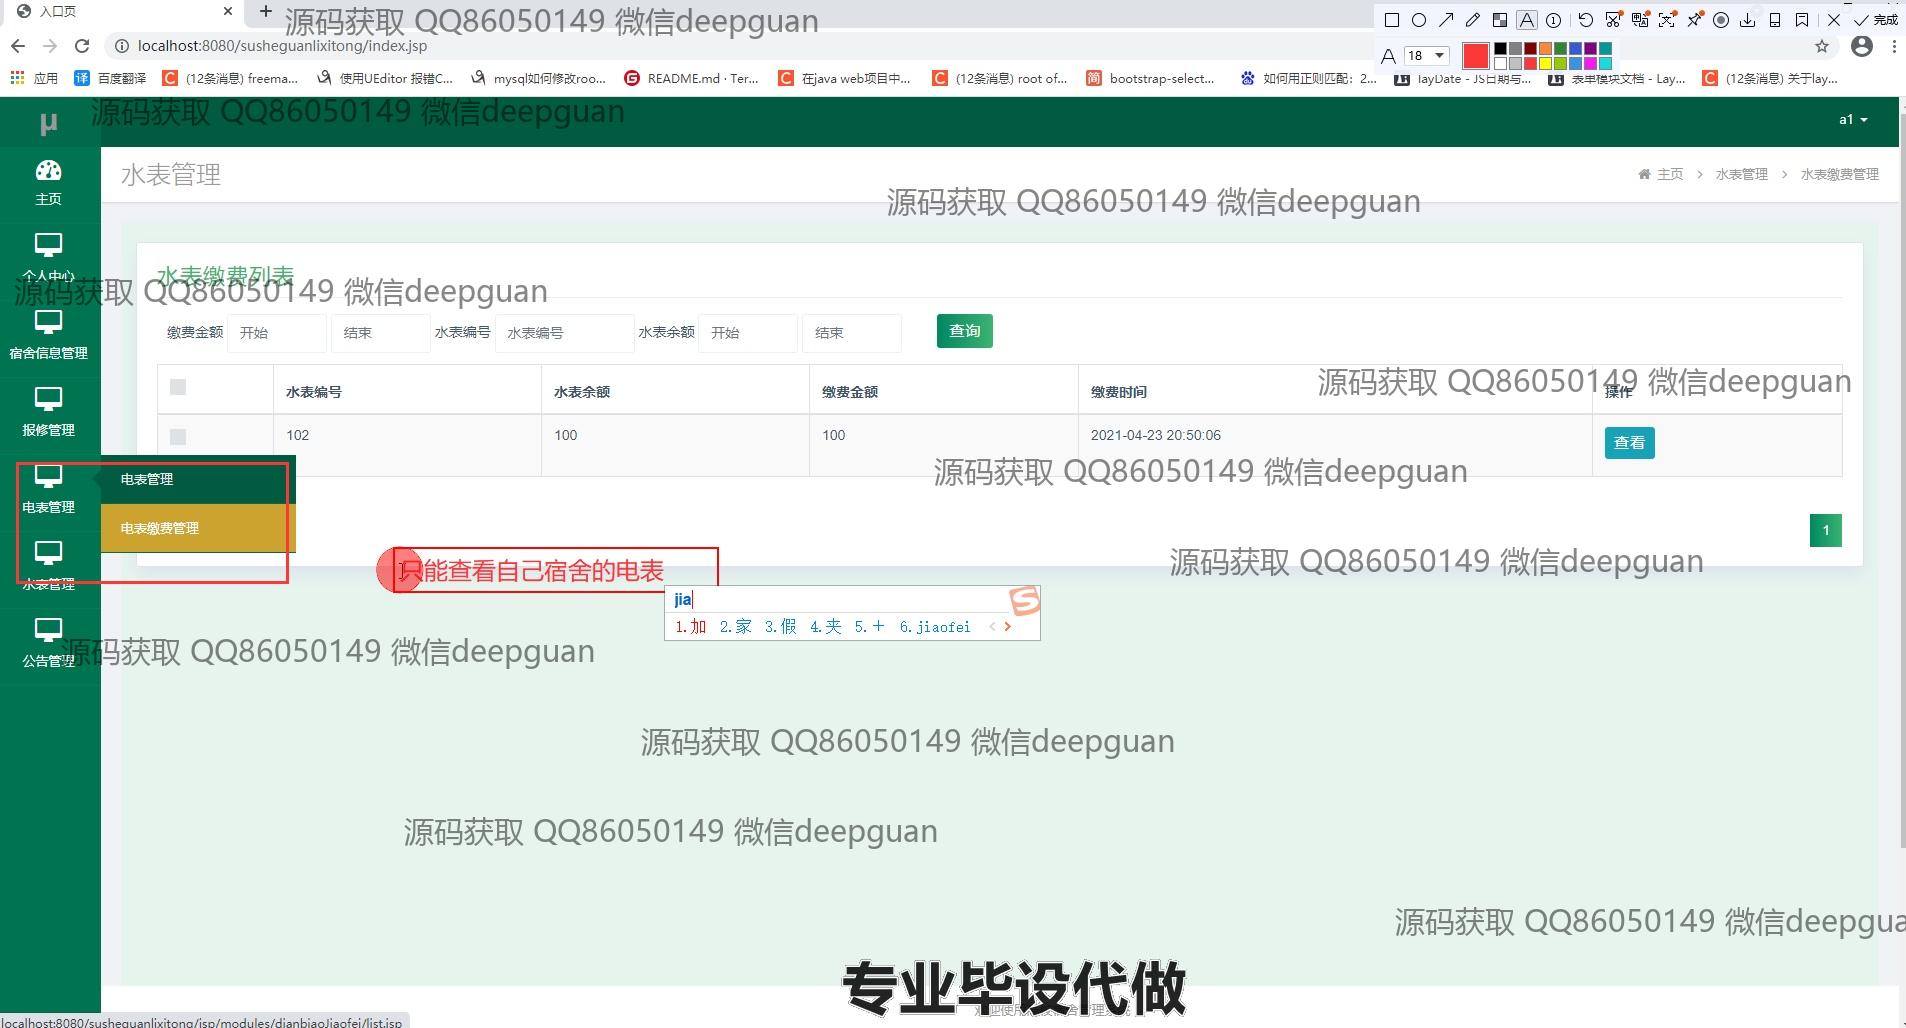 入口页
源码获取 QQ86050149 微信deepguan
完成
localhost:8080/susheguanlixitong/index.jsp
18
应用
百度翻译
(12条消息) freema...
使用UEditor 报错C...
mysql如何修改roo...
README.md · Ter...
在java web项目中...
(12条消息) root of...
bootstrap-select...
如何用正则匹配：2...
layDate - JS日期与...
表单模块文档 - Lay...
(12条消息) 关于lay...
μ
源码获取 QQ86050149 微信deepguan
a1
主页
水表管理
主页 > 水表管理 > 水表缴费管理
源码获取 QQ86050149 微信deepguan
个人中心
水表缴费列表
源码获取 QQ86050149 微信deepguan
宿舍信息管理
缴费金额 开始 结束 水表编号 水表编号 水表余额 开始 结束 查询
水表编号 水表余额 缴费金额 缴费时间 操作
源码获取 QQ86050149 微信deepguan
报修管理
102 100 100 2021-04-23 20:50:06 查看
源码获取 QQ86050149 微信deepguan
电表管理
电表管理
电表缴费管理
1
只能查看自己宿舍的电表
源码获取 QQ86050149 微信deepguan
水表管理
jia
1.加 2.家 3.假 4.夹 5.十 6.jiaofei
公告管理
源码获取 QQ86050149 微信deepguan
源码获取 QQ86050149 微信deepguan
源码获取 QQ86050149 微信deepguan
源码获取 QQ86050149 微信deepgua
专业毕设代做
localhost:8080/susheguanlixitong/jsp/modules/dianbiaoJiaofei/list.jsp